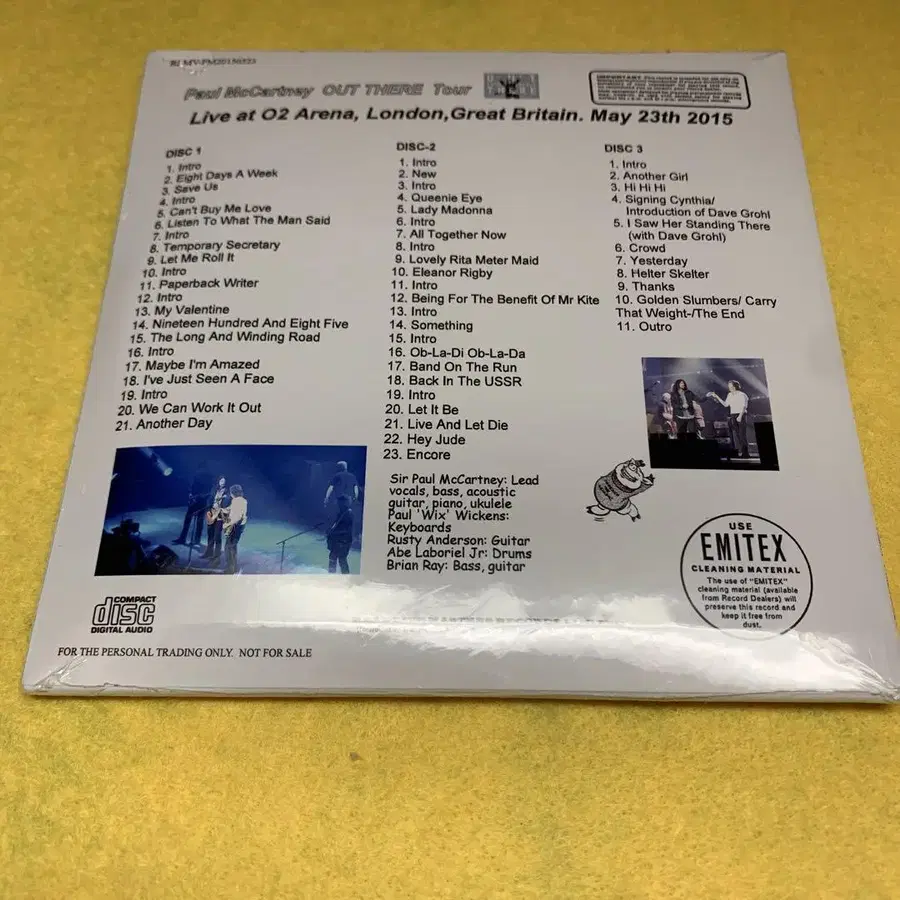 Paul McCartney OUT THERE Tour
Live at O2 Arena, London,Great Britain. May 23th 2015
DISC 1
1. Intro
2. Eight Days A Week
3. Save Us
4. Intro
5. Can't Buy Me Love
6. Listen To What The Man Said
7. Intro
8. Temporary Secretary
9. Let Me Roll It
10. Intro
11. Paperback Writer
12. Intro
13. My Valentine
14. Nineteen Hundred And Eight Five
15. The Long And Winding Road
16. Intro
17. Maybe I'm Amazed
18. I've Just Seen A Face
19. Intro
20. We Can Work It Out
21. Another Day
DISC-2
1. Intro
2. New
3. Intro
4. Queenie Eye
5. Lady Madonna
6. Intro
7. All Together Now
8. Intro
9. Lovely Rita Meter Maid
10. Eleanor Rigby
11. Intro
12. Being For The Benefit Of Mr Kite
13. Intro
14. Something
15. Intro
16. Ob-La-Di Ob-La-Da
17. Band On The Run
18. Back In The USSR
19. Intro
20. Let It Be
21. Live And Let Die
22. Hey Jude
23. Encore
Sir Paul McCartney: Lead
vocals, bass, acoustic
guitar, piano, ukulele
Paul 'Wix' Wickens:
Keyboards
Rusty Anderson: Guitar
Abe Laboriel Jr: Drums
Brian Ray: Bass, guitar
DISC 3
1. Intro
2. Another Girl
3. Hi Hi Hi
4. Signing Cynthia/
Introduction of Dave Grohl
5. I Saw Her Standing There
(with Dave Grohl)
6. Crowd
7. Yesterday
8. Helter Skelter
9. Thanks
10. Golden Slumbers/ Carry
That Weight-/The End
11. Outro
USE
EMITEX
CLEANING MATERIAL
The use of "EMITEX"
cleaning material (available
from Record Dealers) will
preserve this record and
keep it free from
dust.
COMPACT
disc
DIGITAL AUDIO
FOR THE PERSONAL TRADING ONLY. NOT FOR SALE